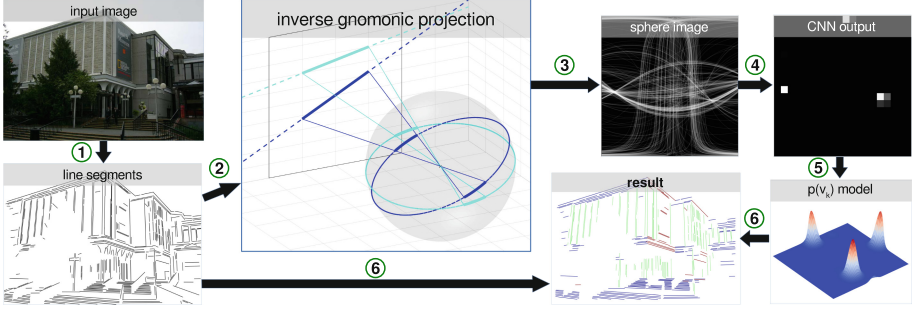 input image
inverse gnomonic projection
sphere image
CNN output
1
2
3
4
5
line segments
result
p(vₖ) model
6
6